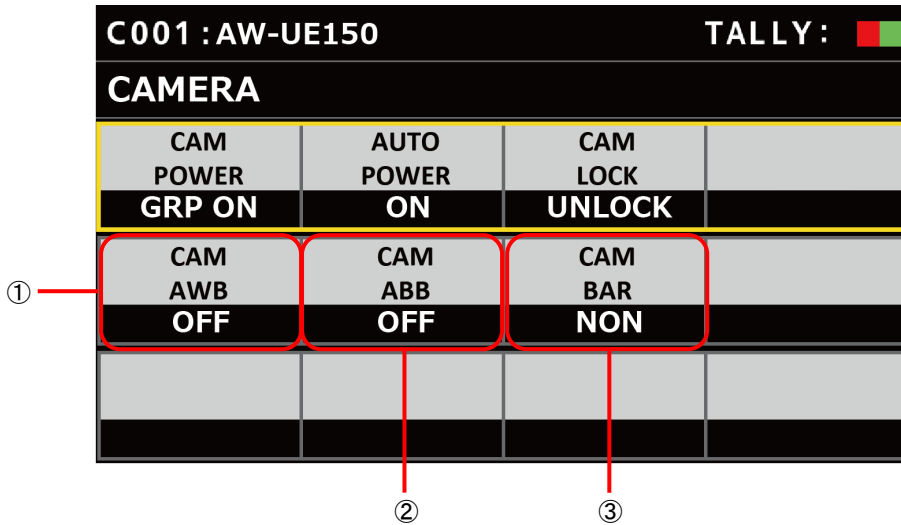 C001:AW-UE150 TALLY:
CAMERA
CAM AUTO CAM
POWER POWER LOCK
GRP ON ON UNLOCK
CAM CAM CAM
① AWB ABB BAR
OFF OFF NON
② ③